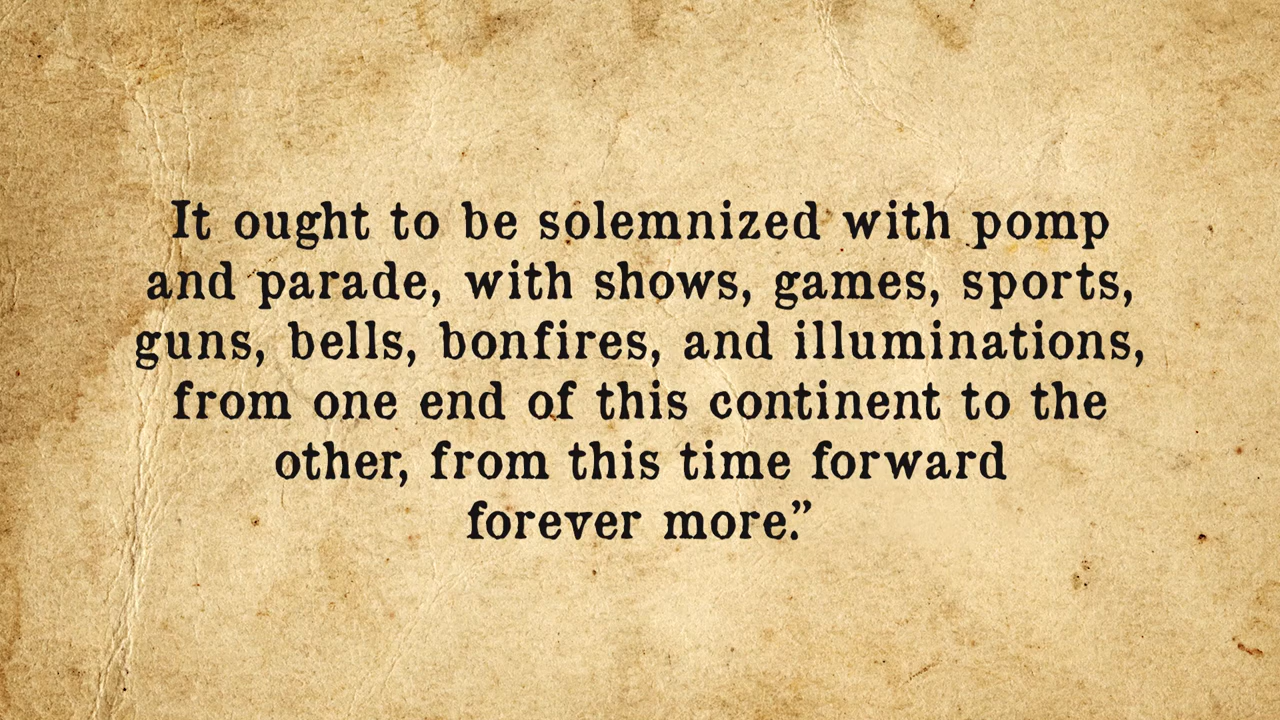 It ought to be solemnized with pomp
and parade, with shows, games, sports,
guns, bells, bonfires, and illuminations,
from one end of this continent to the
other, from this time forward
forever more.”